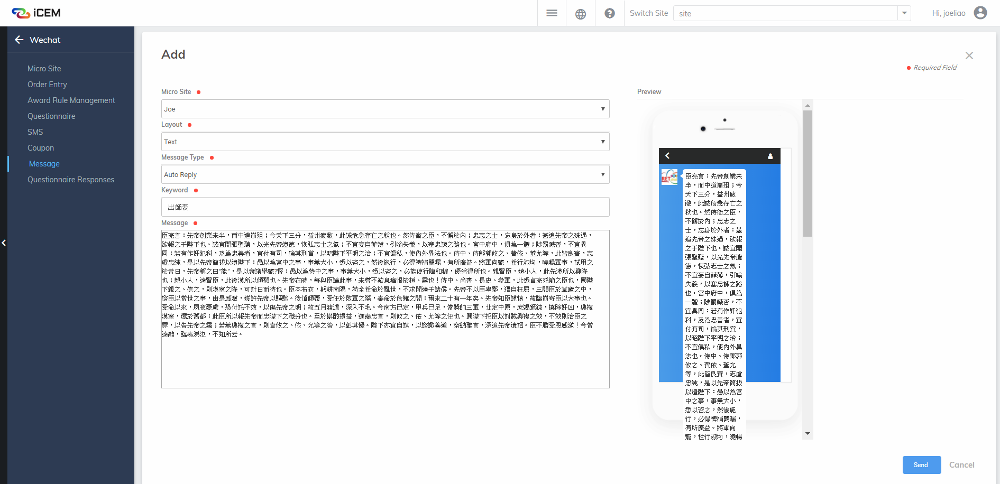 iCEM
Switch Site
site
Hi, joeliao
Wechat
Micro Site
Order Entry
Award Rule Management
Questionnaire
SMS
Coupon
Message
Questionnaire Responses
Add
Required Field
Micro Site
Joe
Layout
Text
Message Type
Auto Reply
Keyword
出師表
Message
臣亮言：先帝創業未半，而中道崩殂；今天下三分，益州疲敝，此誠危急存亡之秋也。然侍衛之臣，不懈於內；忠志之士，忘身於外者：蓋追先帝之殊遇，
欲報之于陛下也。誠宜開張聖聽，以光先帝遺德，恢弘志士之氣；不宜妄自菲薄，引喻失義，以塞忠諫之路也。宮中府中，俱為一體；陟罰臧否，不宜異
同：若有作奸犯科，及為忠善者，宜付有司，論其刑賞，以昭陛下平明之治；不宜偏私，使內外異法也。侍中、侍郎郭攸之、費依、董允等，此皆良實，志
慮忠純，是以先帝簡拔以遺陛下：愚以為宮中之事，事無大小，悉以咨之，然後施行，必得裨補闕漏，有所廣益。將軍向寵，性行淑均，曉暢軍事，試用之
於昔日，先帝稱之曰"能"，是以眾議舉寵?督：愚以為營中之事，事無大小，悉以咨之，必能使行陣和穆，優劣得所也。親賢臣，遠小人，此先漢所以興隆
也；親小人，遠賢臣，此後漢所以傾頹也。先帝在時，每與臣論此事，未嘗不歎息痛恨於桓、靈也！侍中、尚書、長史、參軍，此悉貞亮死節之臣也，願陛
下親之、信之，則漢室之隆，可計日而待也。臣本布衣，躬耕南陽，苟全性命於亂世，不求聞達于諸侯。先帝不以臣卑鄙，猥自枉屈，三顧臣於草廬之中，
諮臣以當世之事，由是感激，遂許先帝以驅馳。後值傾覆，受任於敗軍之際，奉命於危難之間：爾來二十有一年矣。先帝知臣謹慎，故臨崩寄臣以大事也。
受命以來，夙夜憂慮，恐付託不效，以傷先帝之明；故五月渡瀘，深入不毛。今南方已定，甲兵已足，當獎帥三軍，北定中原，庶竭駑鈍，攘除奸凶，興複
漢室，還於舊都：此臣所以報先帝而忠陛下之職分也。至於斟酌損益，進盡忠言，則攸之、依、允等之任也。願陛下托臣以討賊興複之效，不效則治臣之
罪，以告先帝之靈；若無興複之言，則責攸之、依、允等之咎，以彰其慢。陛下亦宜自謀，以諮諏善道，察納雅言，深追先帝遺詔。臣不勝受恩感激！今當
遠離，臨表涕泣，不知所云。
Preview
臣亮言：先帝創業未
半，而中道崩殂；今
天下三分，益州疲
敝，此誠危急存亡之
秋也。然侍衛之臣，
不懈於內；忠志之
士，忘身於外者：蓋
追先帝之殊遇，欲報
之于陛下也。誠宜開
張聖聽，以光先帝遺
德，恢弘志士之氣；
不宜妄自菲薄，引喻
失義，以塞忠諫之路
也。宮中府中，俱為
一體；陟罰臧否，不
宜異同：若有作奸犯
科，及為忠善者，宜
付有司，論其刑賞，
以昭陛下平明之治；
不宜偏私，使內外異
法也。侍中、侍郎郭
攸之、費依、董允
等，此皆良實，志慮
忠純，是以先帝簡拔
以遺陛下：愚以為宮
中之事，事無大小，
悉以咨之，然後施
行，必得裨補闕漏，
有所廣益。將軍向
寵，性行淑均，曉暢
Send
Cancel